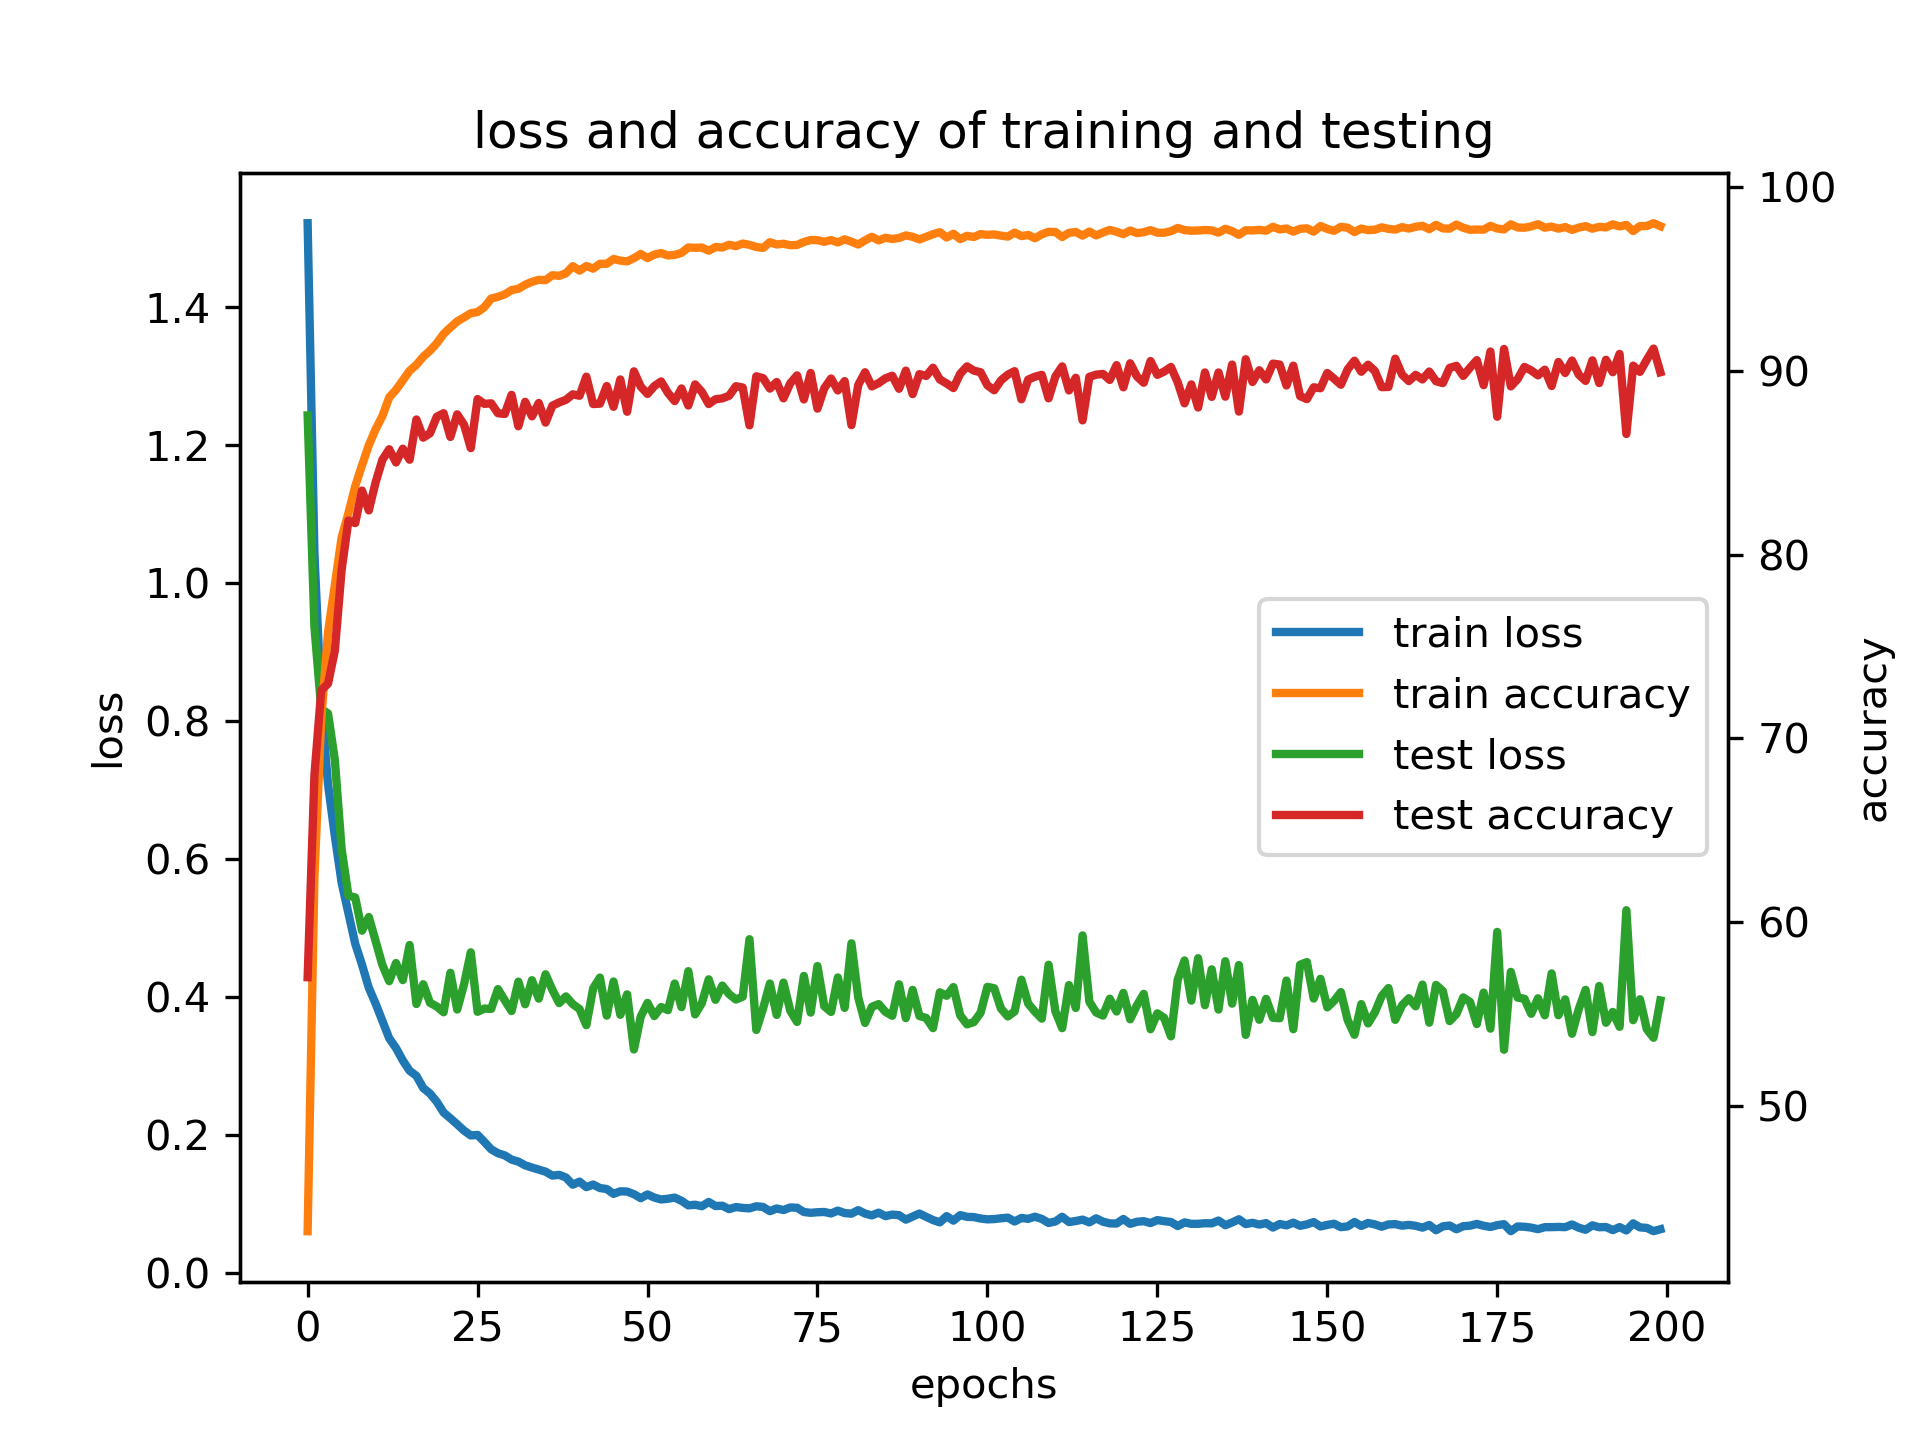 loss and accuracy of training and testing
100
1.4
90
1.2
80
1.0
train loss
train accuracy
test loss
test accuracy
loss
accuracy
0.8
70
0.6
60
0.4
50
0.2
0.0
0 25 50 75 100 125 150 175 200
epochs